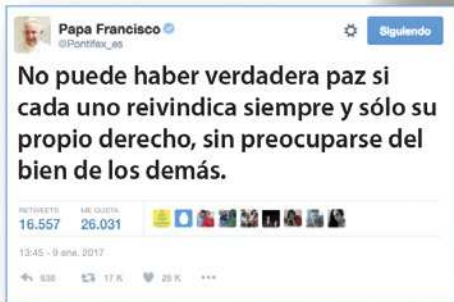 Papa Francisco
@Pontifex_es
Siguiendo
No puede haber verdadera paz si
cada uno reivindica siempre y sólo su
propio derecho, sin preocuparse del
bien de los demás.
RETWEETS ME GUSTA
16.557 26.031
13:45 - 9 ene. 2017
838 17 K 26 K